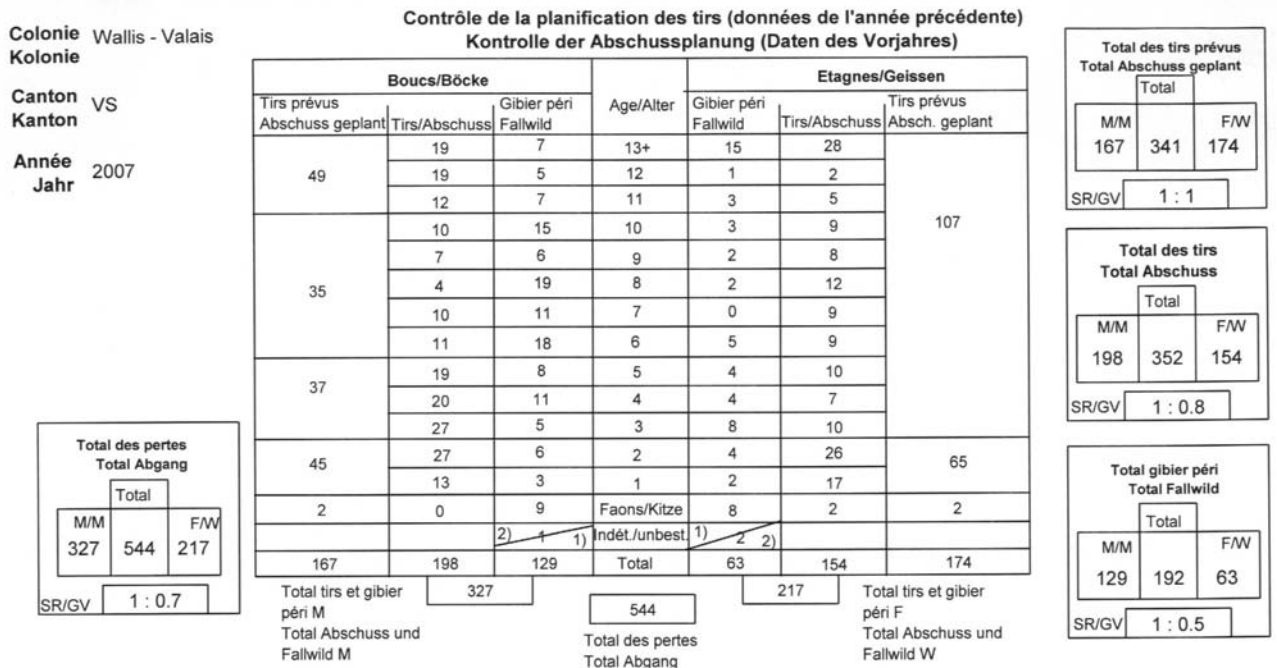 Contrôle de la planification des tirs (données de l'année précédente)
Kontrolle der Abschussplanung (Daten des Vorjahres)
Colonie Wallis - Valais
Kolonie
Canton VS
Kanton
Année 2007
Jahr
Boucs/Böcke Etagnes/Geissen
Tirs prévus Gibier péri Age/Alter Gibier péri Tirs prévus
Abschuss geplant Tirs/Abschuss Fallwild Fallwild Tirs/Abschuss Absch. geplant
19 7 13+ 15 28
49 19 5 12 1 2
12 7 11 3 5
10 15 10 3 9 107
7 6 9 2 8
35 4 19 8 2 12
10 11 7 0 9
11 18 6 5 9
37 19 8 5 4 10
20 11 4 4 7
27 5 3 8 10
45 27 6 2 4 26 65
13 3 1 2 17
2 0 9 Faons/Kitze 8 2 2
2) 1 1) Indét./unbest. 1) 2 2)
167 198 129 Total 63 154 174
Total tirs et gibier 327 217 Total tirs et gibier
péri M 544 péri F
Total Abschuss und Total des pertes Total Abschuss und
Fallwild M Total Abgang Fallwild W
Total des pertes
Total Abgang
Total
M/M F/W
327 544 217
SR/GV 1 : 0.7
Total des tirs prévus
Total Abschuss geplant
Total
M/M F/W
167 341 174
SR/GV 1 : 1
Total des tirs
Total Abschuss
Total
M/M F/W
198 352 154
SR/GV 1 : 0.8
Total gibier péri
Total Fallwild
Total
M/M F/W
129 192 63
SR/GV 1 : 0.5